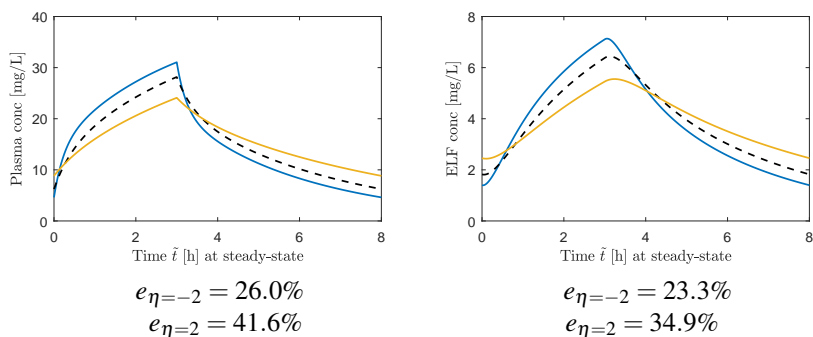 Plasma conc [mg/L]
40
30
20
10
0
0 2 4 6 8
Time t̃ [h] at steady-state
e_{η=−2} = 26.0%
e_{η=2} = 41.6%
ELF conc [mg/L]
8
6
4
2
0
0 2 4 6 8
Time t̃ [h] at steady-state
e_{η=−2} = 23.3%
e_{η=2} = 34.9%